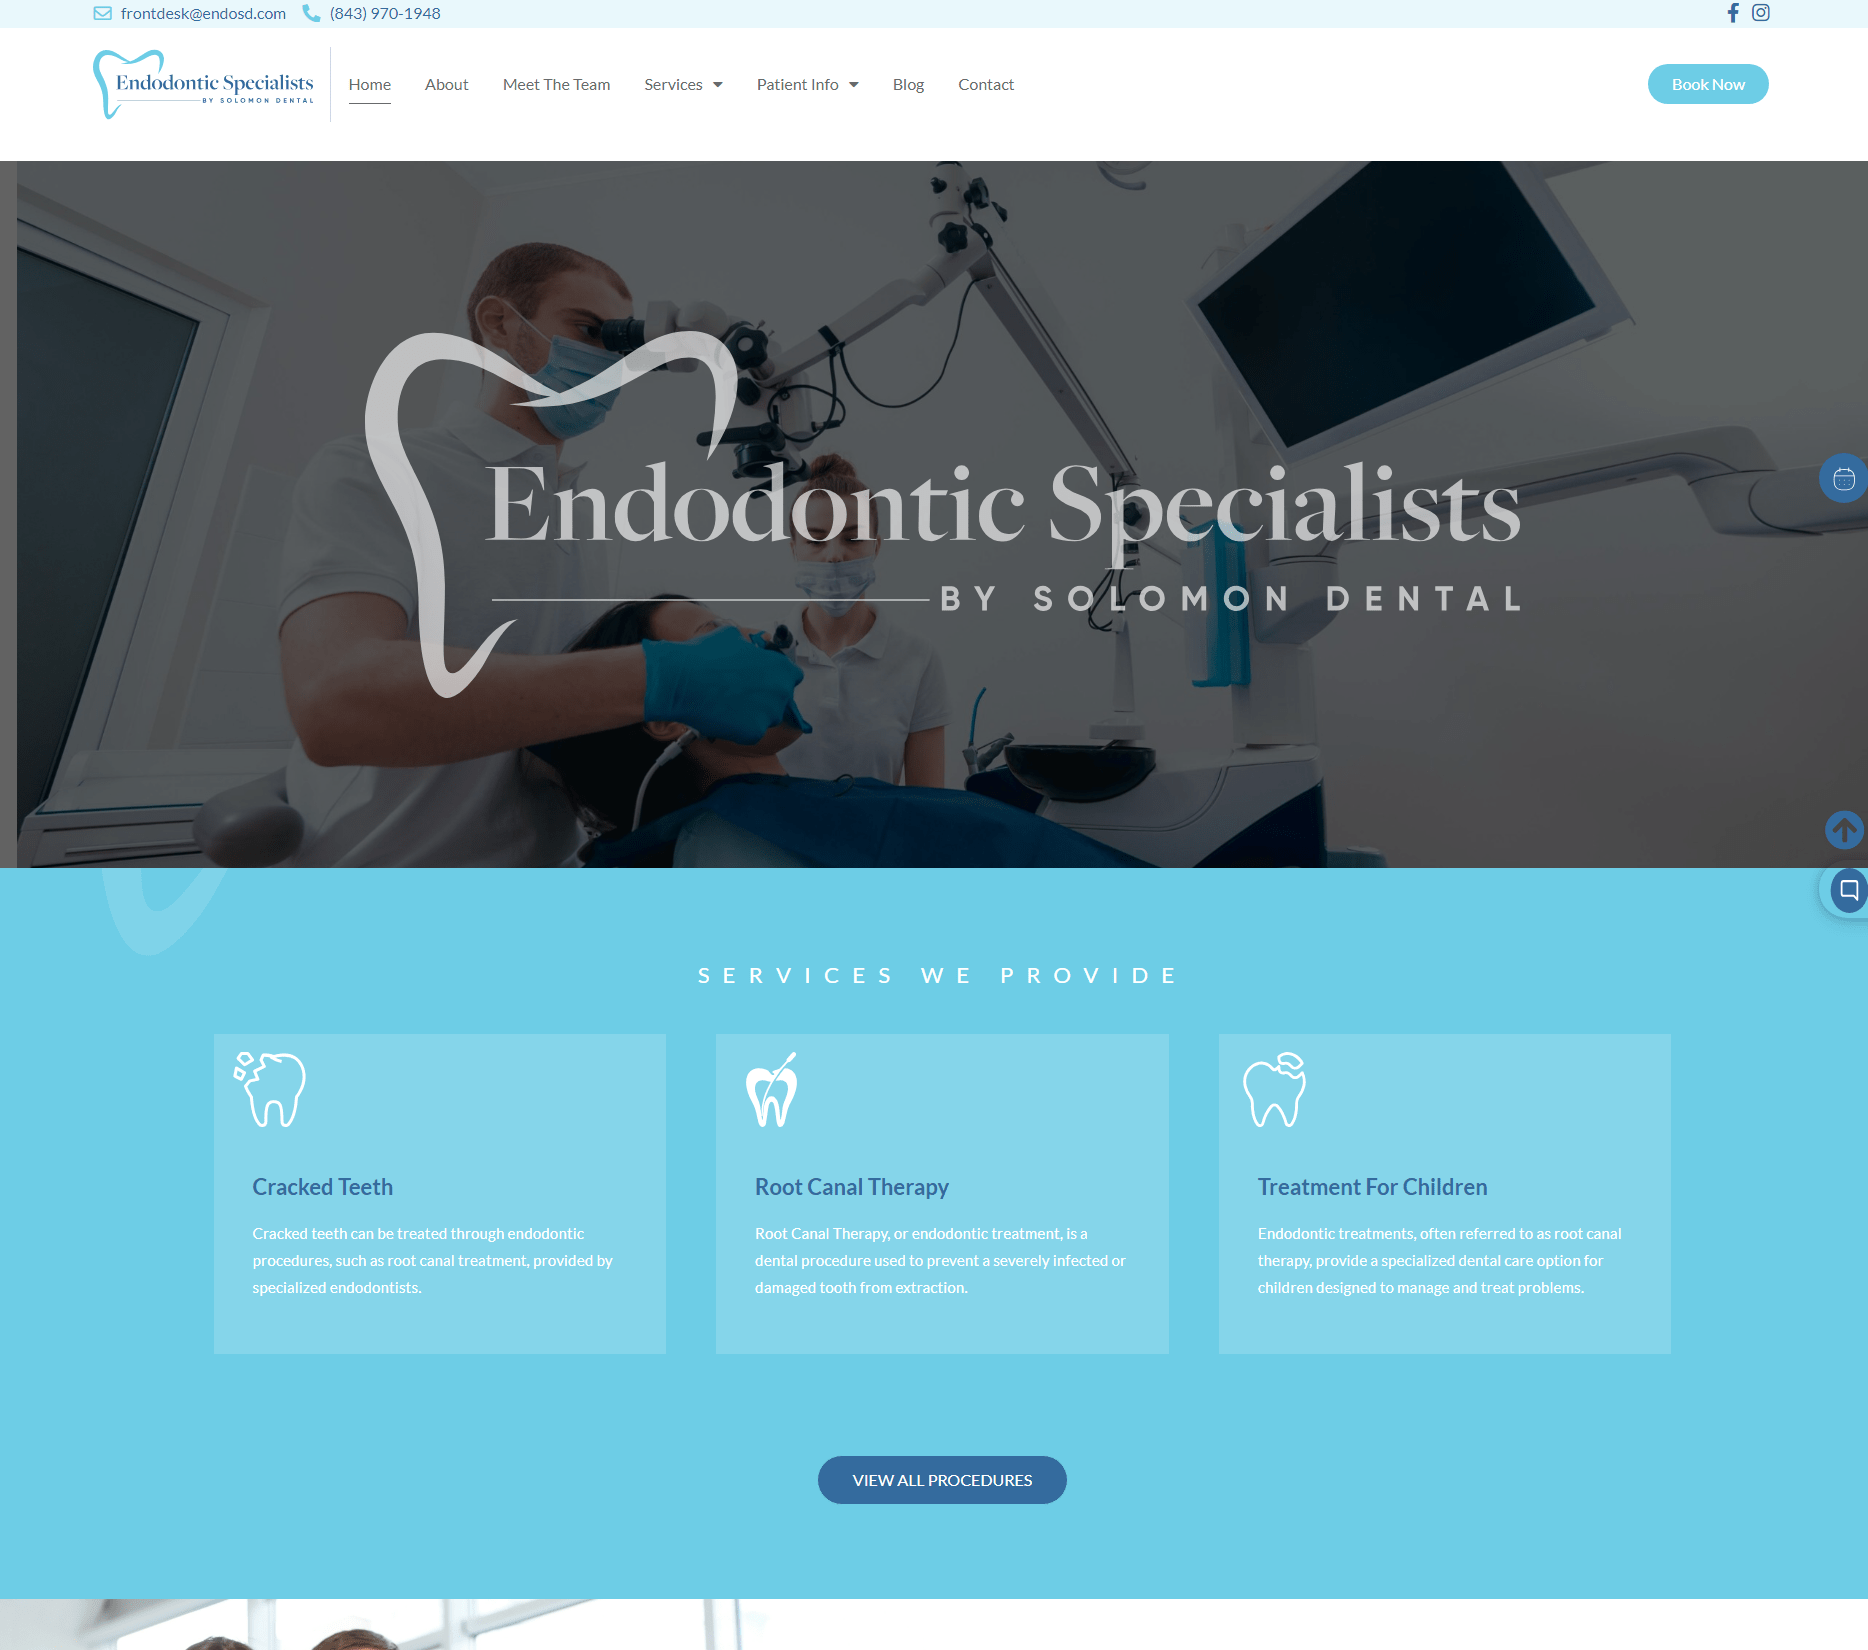 frontdesk@endosd.com (843) 970-1948
Endodontic Specialists
BY SOLOMON DENTAL
Home About Meet The Team Services Patient Info Blog Contact
Book Now
Endodontic Specialists
BY SOLOMON DENTAL
SERVICES WE PROVIDE
Cracked Teeth
Cracked teeth can be treated through endodontic
procedures, such as root canal treatment, provided by
specialized endodontists.
Root Canal Therapy
Root Canal Therapy, or endodontic treatment, is a
dental procedure used to prevent a severely infected or
damaged tooth from extraction.
Treatment For Children
Endodontic treatments, often referred to as root canal
therapy, provide a specialized dental care option for
children designed to manage and treat problems.
VIEW ALL PROCEDURES